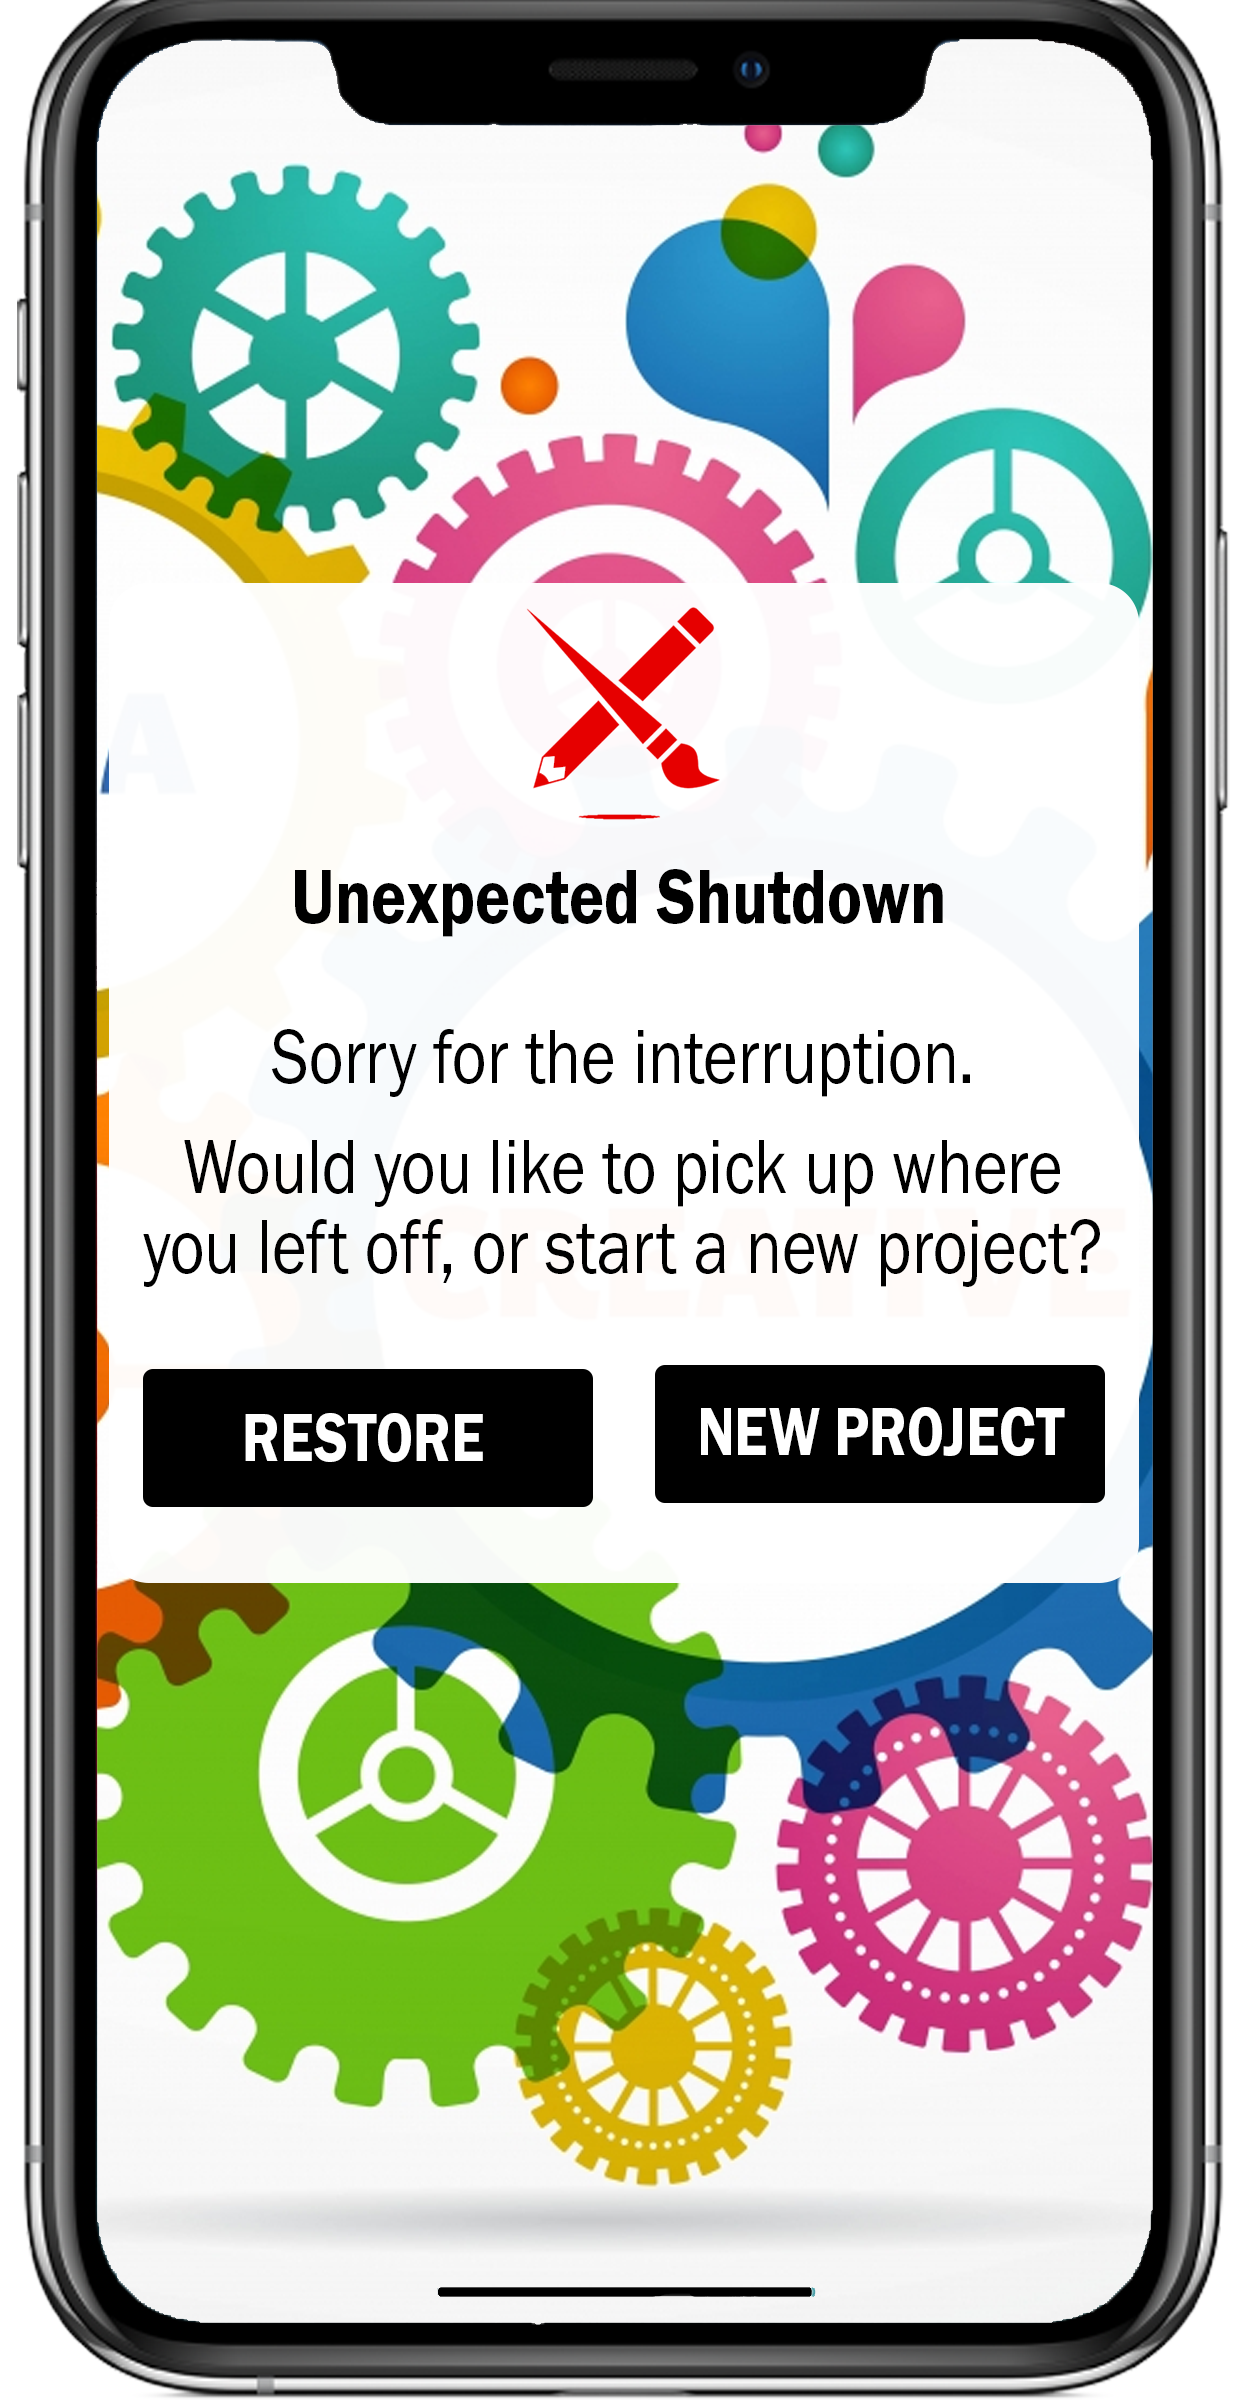 A
Unexpected Shutdown
Sorry for the interruption.
Would you like to pick up where
you left off, or start a new project?
CREATIVE
RESTORE
NEW PROJECT